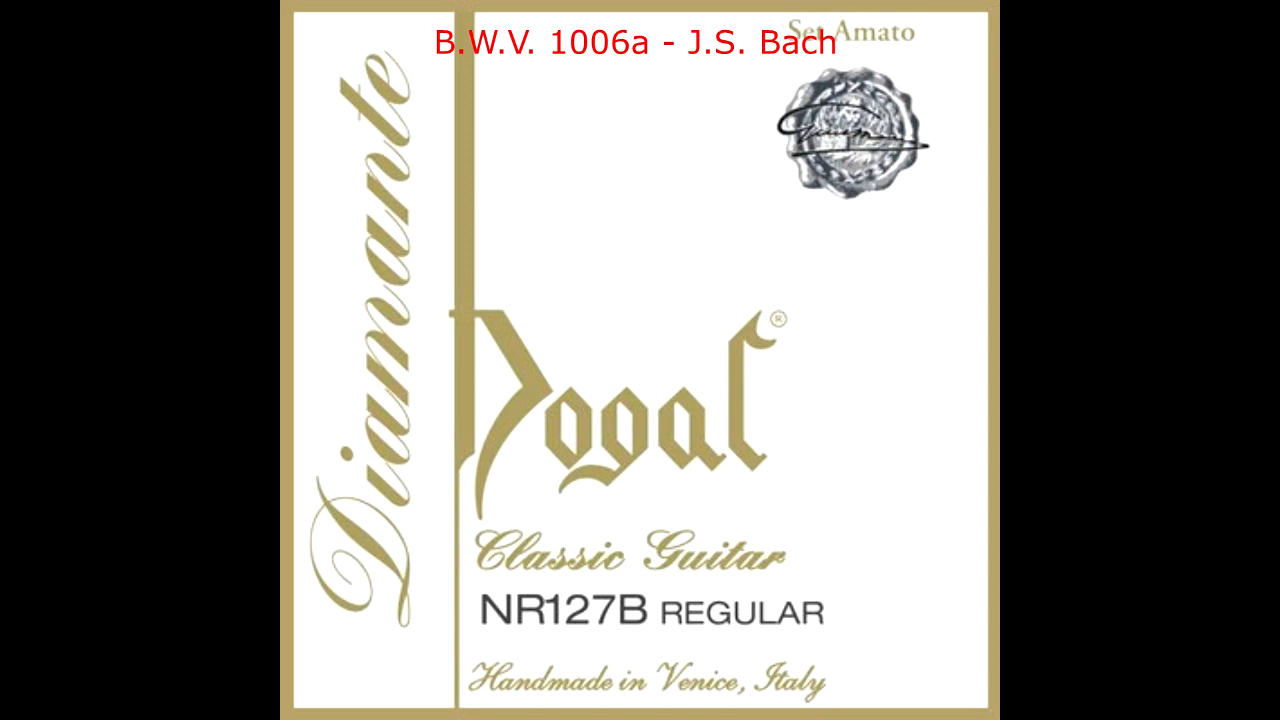 Set Amato
B.W.V. 1006a - J.S. Bach
Diamante
Dogal®
Classic Guitar
NR127B REGULAR
Handmade in Venice, Italy